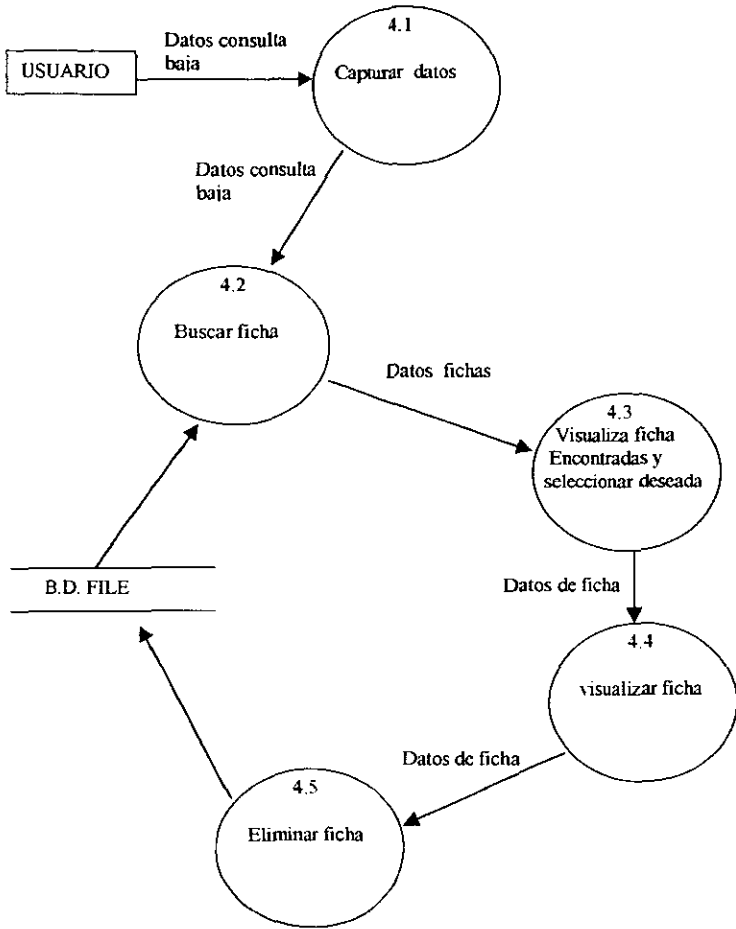 4.1
Datos consulta
baja
USUARIO
Capturar datos
Datos consulta
baja
4.2
Buscar ficha
Datos fichas
4.3
Visualiza ficha
Encontradas y
seleccionar deseada
B.D. FILE
Datos de ficha
4.4
visualizar ficha
Datos de ficha
4.5
Eliminar ficha